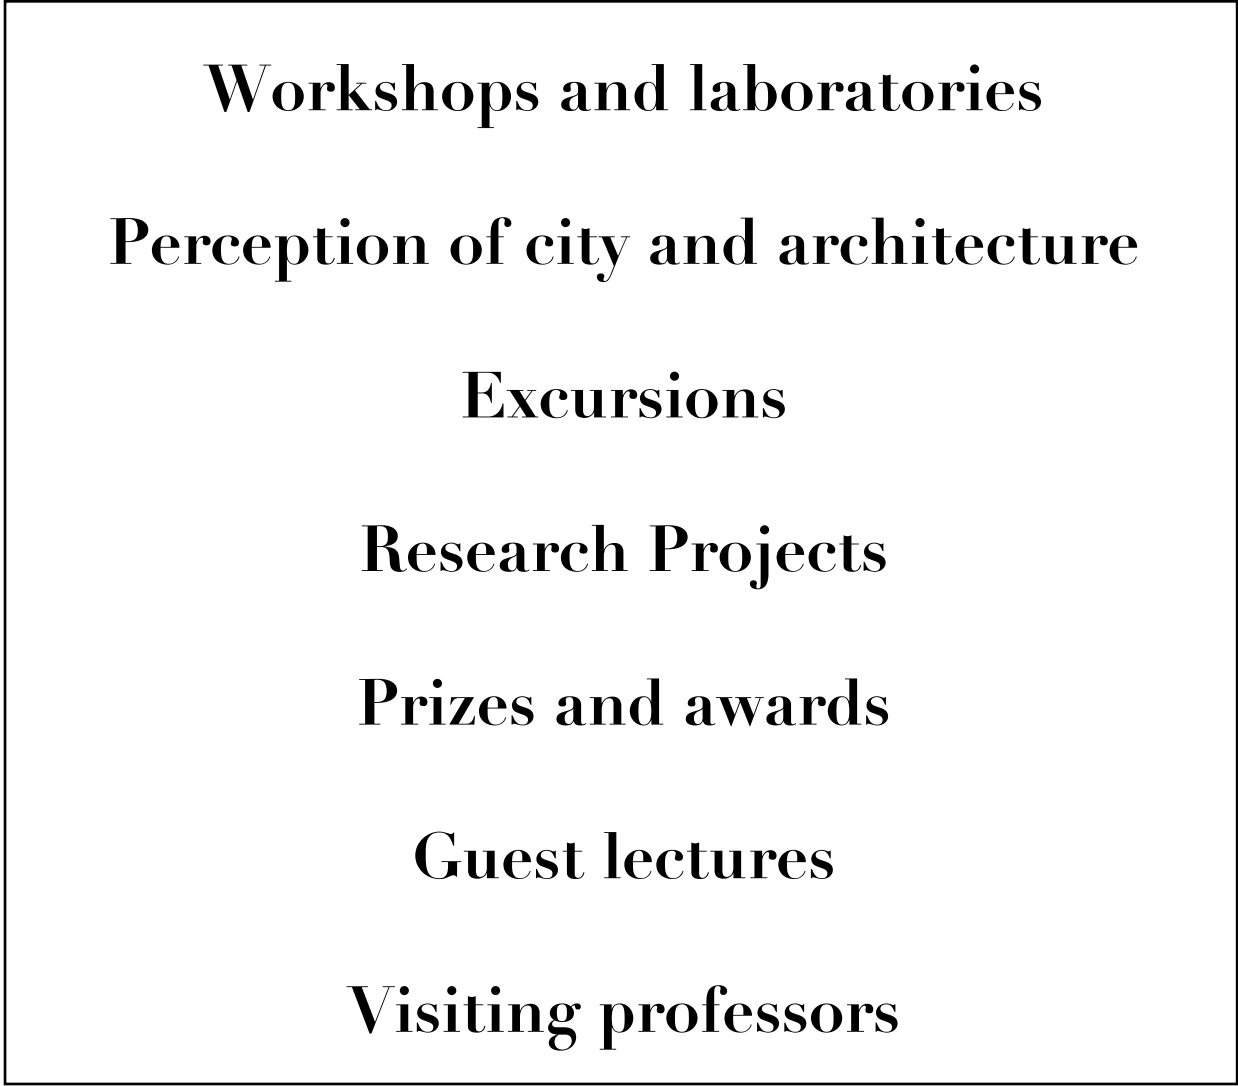 Workshops and laboratories
Perception of city and architecture
Excursions
Research Projects
Prizes and awards
Guest lectures
Visiting professors